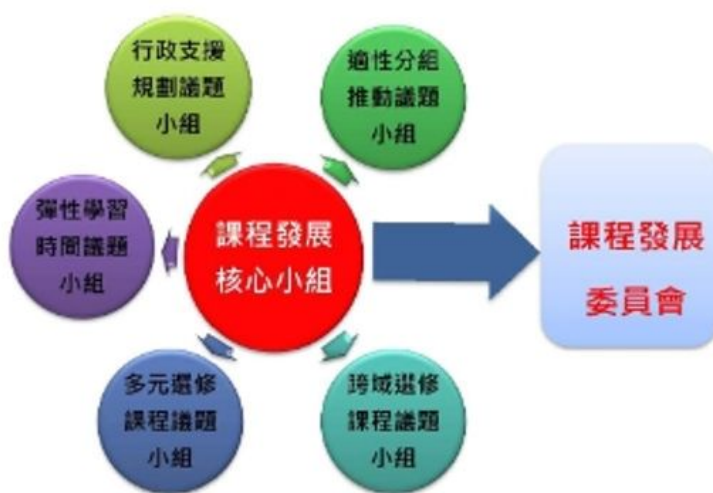 行政支援
規劃議題
小組
適性分組
推動議題
小組
彈性學習
時間議題
小組
課程發展
核心小組
課程發展
委員會
多元選修
課程議題
小組
跨域選修
課程議題
小組